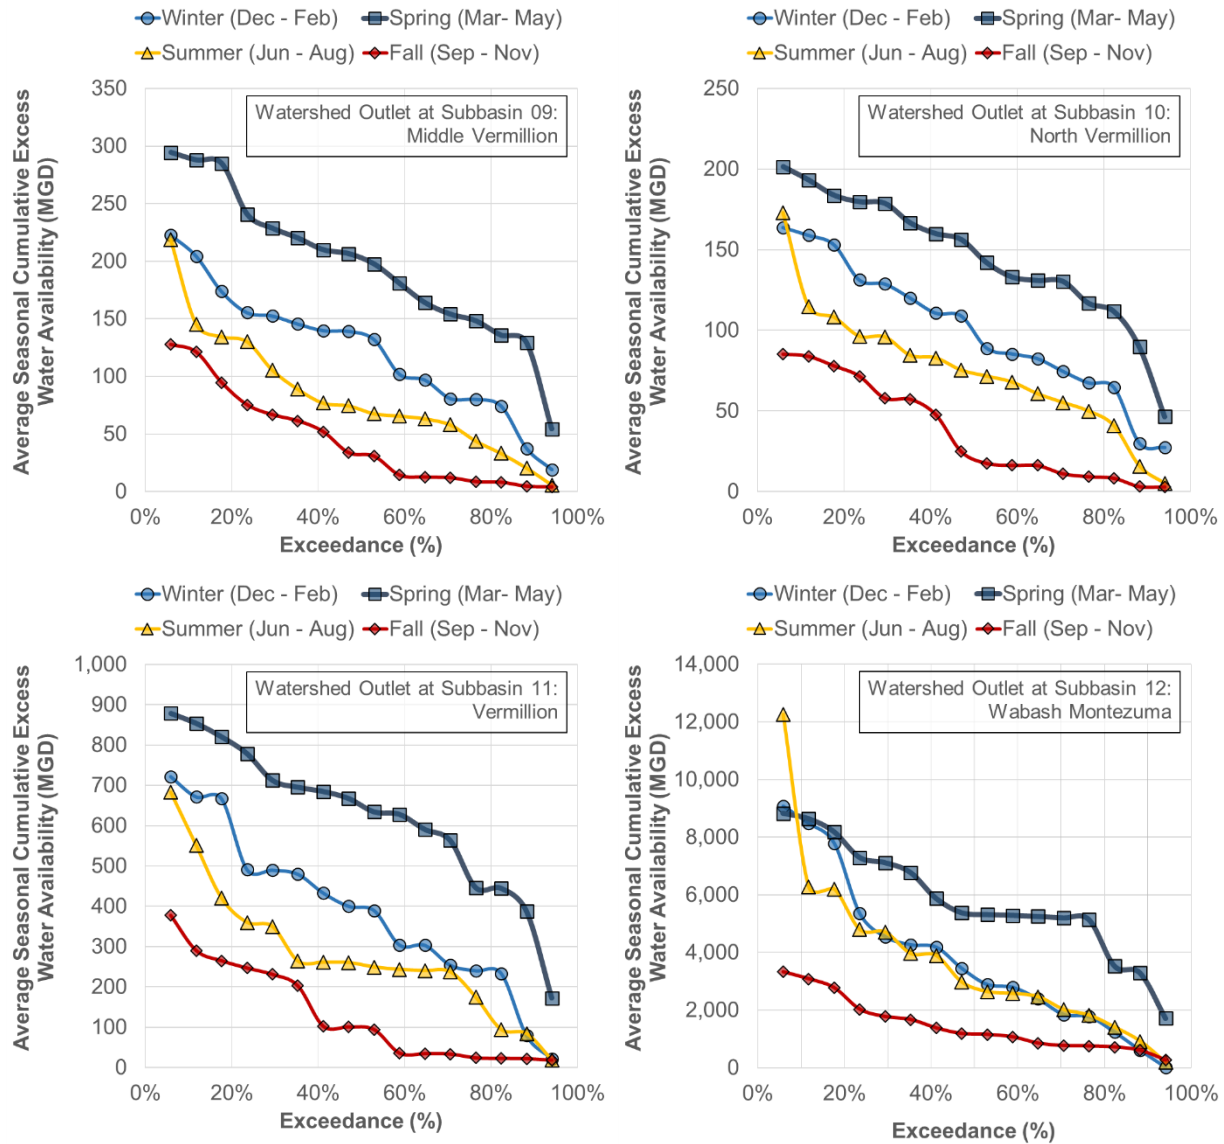 Winter (Dec - Feb) Spring (Mar- May)
Summer (Jun - Aug) Fall (Sep - Nov)
Average Seasonal Cumulative Excess
Water Availability (MGD)
350
300
250
200
150
100
50
0
Watershed Outlet at Subbasin 09:
Middle Vermillion
0% 20% 40% 60% 80% 100%
Exceedance (%)
Winter (Dec - Feb) Spring (Mar- May)
Summer (Jun - Aug) Fall (Sep - Nov)
Average Seasonal Cumulative Excess
Water Availability (MGD)
250
200
150
100
50
0
Watershed Outlet at Subbasin 10:
North Vermillion
0% 20% 40% 60% 80% 100%
Exceedance (%)
Winter (Dec - Feb) Spring (Mar- May)
Summer (Jun - Aug) Fall (Sep - Nov)
Average Seasonal Cumulative Excess
Water Availability (MGD)
1,000
900
800
700
600
500
400
300
200
100
0
Watershed Outlet at Subbasin 11:
Vermillion
0% 20% 40% 60% 80% 100%
Exceedance (%)
Winter (Dec - Feb) Spring (Mar- May)
Summer (Jun - Aug) Fall (Sep - Nov)
Average Seasonal Cumulative Excess
Water Availability (MGD)
14,000
12,000
10,000
8,000
6,000
4,000
2,000
0
Watershed Outlet at Subbasin 12:
Wabash Montezuma
0% 20% 40% 60% 80% 100%
Exceedance (%)